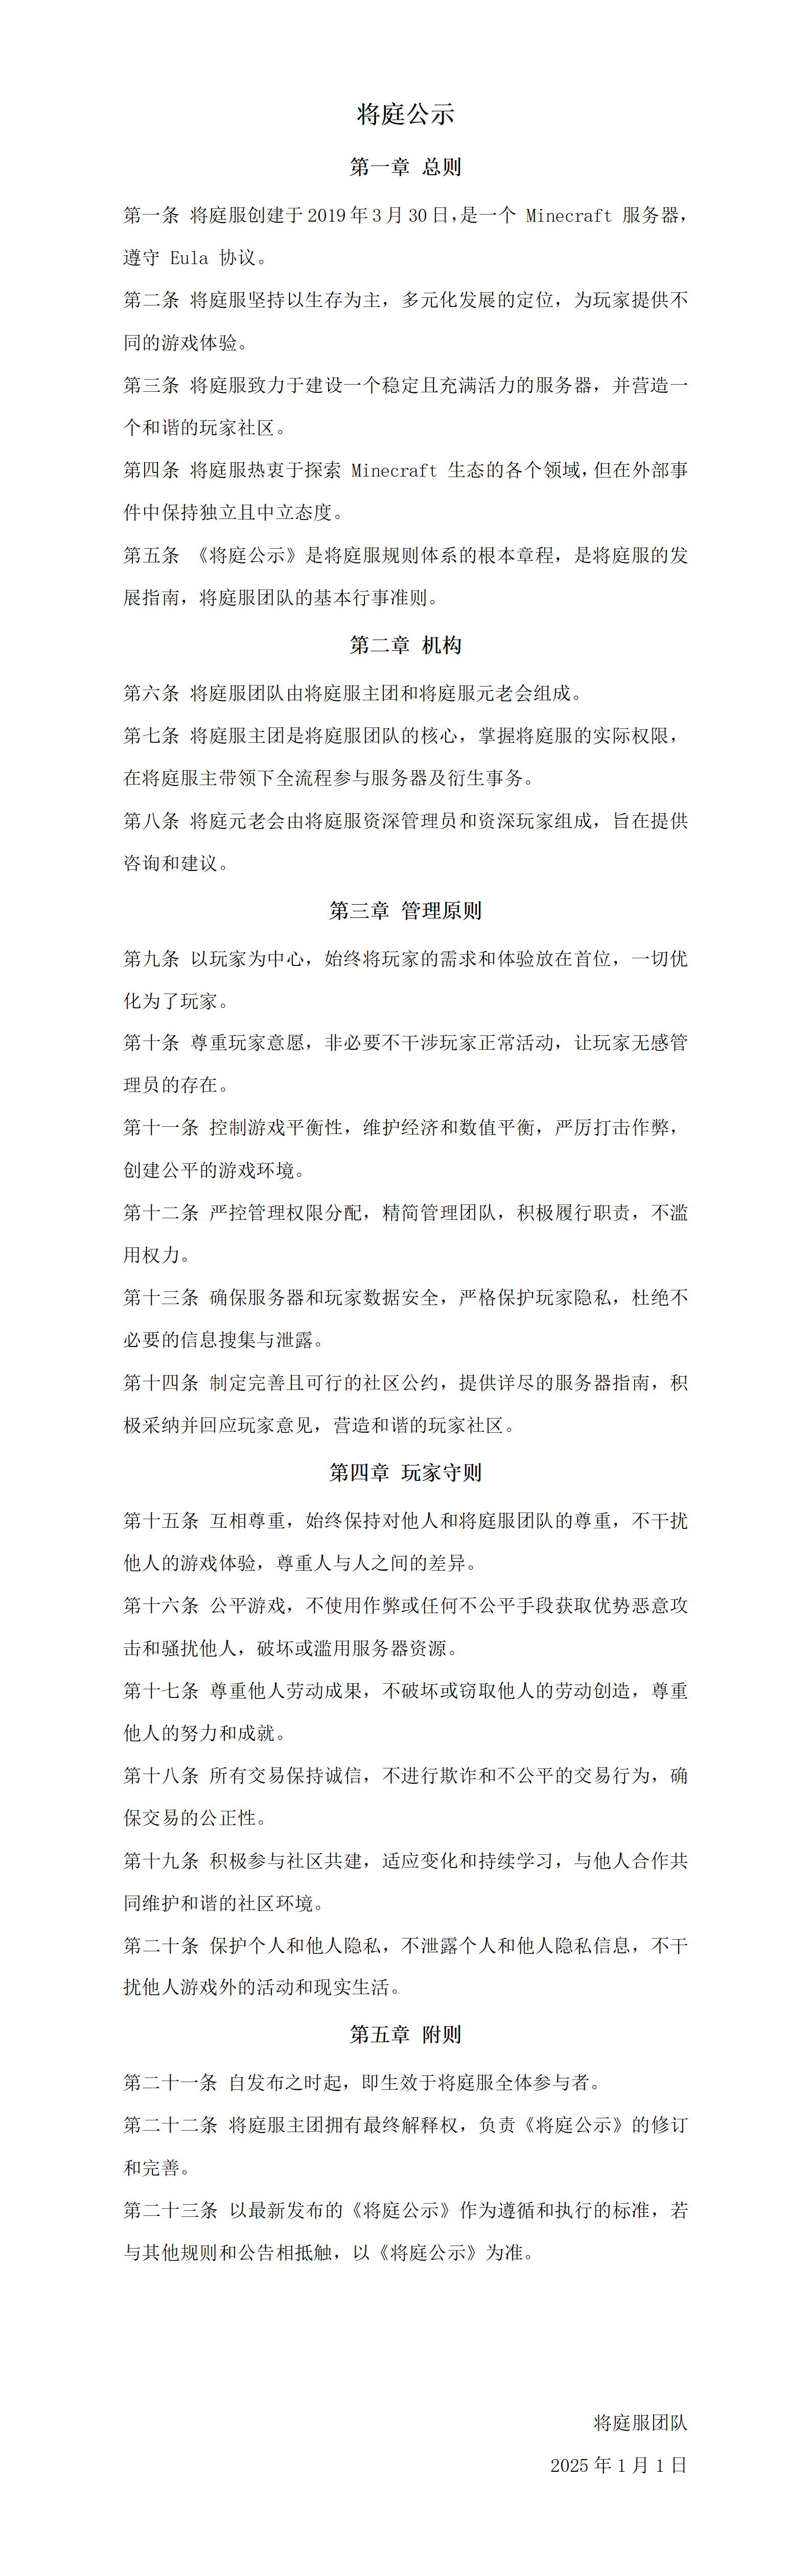 将庭公示
第一章 总则
第一条 将庭服创建于2019年3月30日，是一个 Minecraft 服务器，
遵守 Eula 协议。
第二条 将庭服坚持以生存为主，多元化发展的定位，为玩家提供不
同的游戏体验。
第三条 将庭服致力于建设一个稳定且充满活力的服务器，并营造一
个和谐的玩家社区。
第四条 将庭服热衷于探索 Minecraft 生态的各个领域，但在外部事
件中保持独立且中立态度。
第五条 《将庭公示》是将庭服规则体系的根本章程，是将庭服的发
展指南，将庭服团队的基本行事准则。
第二章 机构
第六条 将庭服团队由将庭服主团和将庭服元老会组成。
第七条 将庭服主团是将庭服团队的核心，掌握将庭服的实际权限，
在将庭服主带领下全流程参与服务器及衍生事务。
第八条 将庭元老会由将庭服资深管理员和资深玩家组成，旨在提供
咨询和建议。
第三章 管理原则
第九条 以玩家为中心，始终将玩家的需求和体验放在首位，一切优
化为了玩家。
第十条 尊重玩家意愿，非必要不干涉玩家正常活动，让玩家无感管
理员的存在。
第十一条 控制游戏平衡性，维护经济和数值平衡，严厉打击作弊，
创建公平的游戏环境。
第十二条 严控管理权限分配，精简管理团队，积极履行职责，不滥
用权力。
第十三条 确保服务器和玩家数据安全，严格保护玩家隐私，杜绝不
必要的信息搜集与泄露。
第十四条 制定完善且可行的社区公约，提供详尽的服务器指南，积
极采纳并回应玩家意见，营造和谐的玩家社区。
第四章 玩家守则
第十五条 互相尊重，始终保持对他人和将庭服团队的尊重，不干扰
他人的游戏体验，尊重人与人之间的差异。
第十六条 公平游戏，不使用作弊或任何不公平手段获取优势恶意攻
击和骚扰他人，破坏或滥用服务器资源。
第十七条 尊重他人劳动成果，不破坏或窃取他人的劳动创造，尊重
他人的努力和成就。
第十八条 所有交易保持诚信，不进行欺诈和不公平的交易行为，确
保交易的公正性。
第十九条 积极参与社区共建，适应变化和持续学习，与他人合作共
同维护和谐的社区环境。
第二十条 保护个人和他人隐私，不泄露个人和他人隐私信息，不干
扰他人游戏外的活动和现实生活。
第五章 附则
第二十一条 自发布之时起，即生效于将庭服全体参与者。
第二十二条 将庭服主团拥有最终解释权，负责《将庭公示》的修订
和完善。
第二十三条 以最新发布的《将庭公示》作为遵循和执行的标准，若
与其他规则和公告相抵触，以《将庭公示》为准。
将庭服团队
2025年1月1日